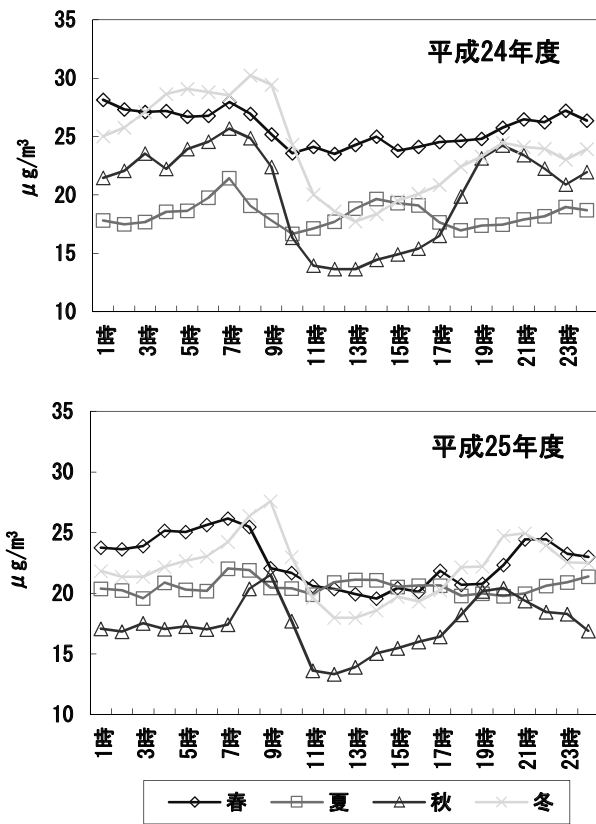 平成24年度
μg/m³
35
30
25
20
15
10
1時
3時
5時
7時
9時
11時
13時
15時
17時
19時
21時
23時
平成25年度
μg/m³
35
30
25
20
15
10
1時
3時
5時
7時
9時
11時
13時
15時
17時
19時
21時
23時
春 夏 秋 冬